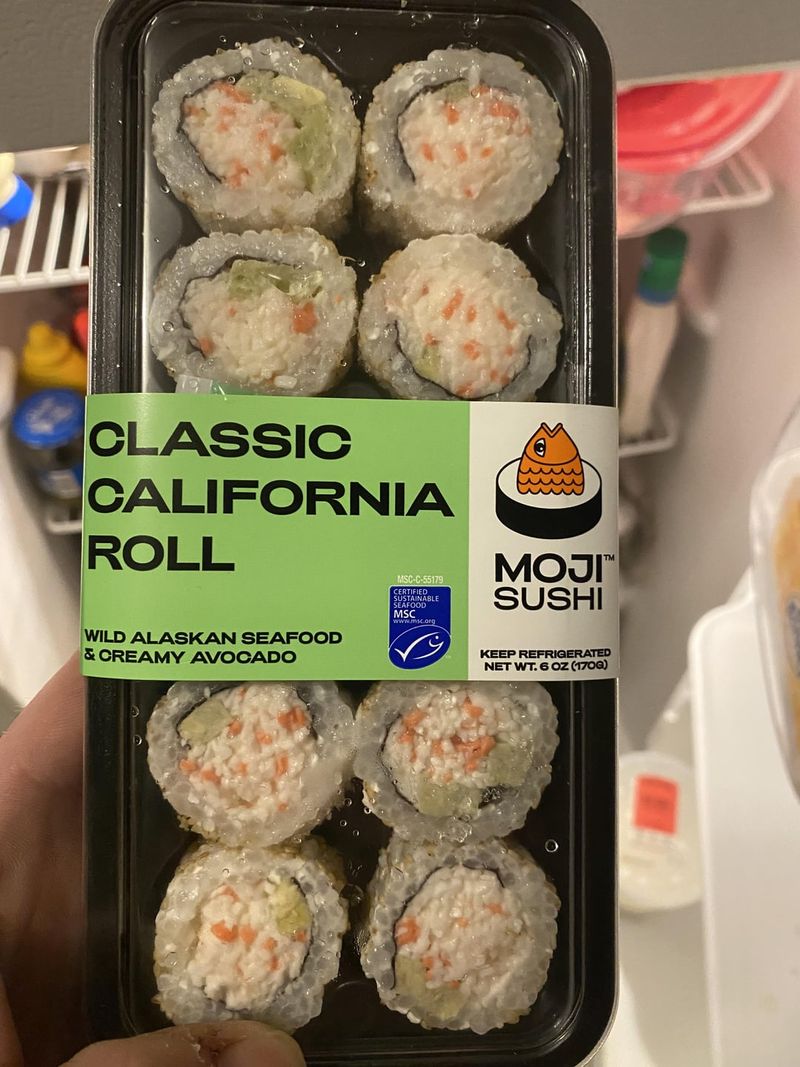 CLASSIC
CALIFORNIA
ROLL
WILD ALASKAN SEAFOOD
& CREAMY AVOCADO
MSC-C-55179
CERTIFIED
SUSTAINABLE
SEAFOOD
MSC
www.msc.org
MOJI™
SUSHI
KEEP REFRIGERATED
NET WT. 6 OZ (170G)